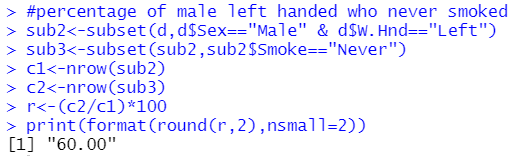 > #percentage of male left handed who never smoked
> sub2<-subset(d,d$Sex=="Male" & d$W.Hnd=="Left")
> sub3<-subset(sub2,sub2$Smoke=="Never")
> c1<-nrow(sub2)
> c2<-nrow(sub3)
> r<-(c2/c1)*100
> print(format(round(r,2),nsmall=2))
[1] "60.00"